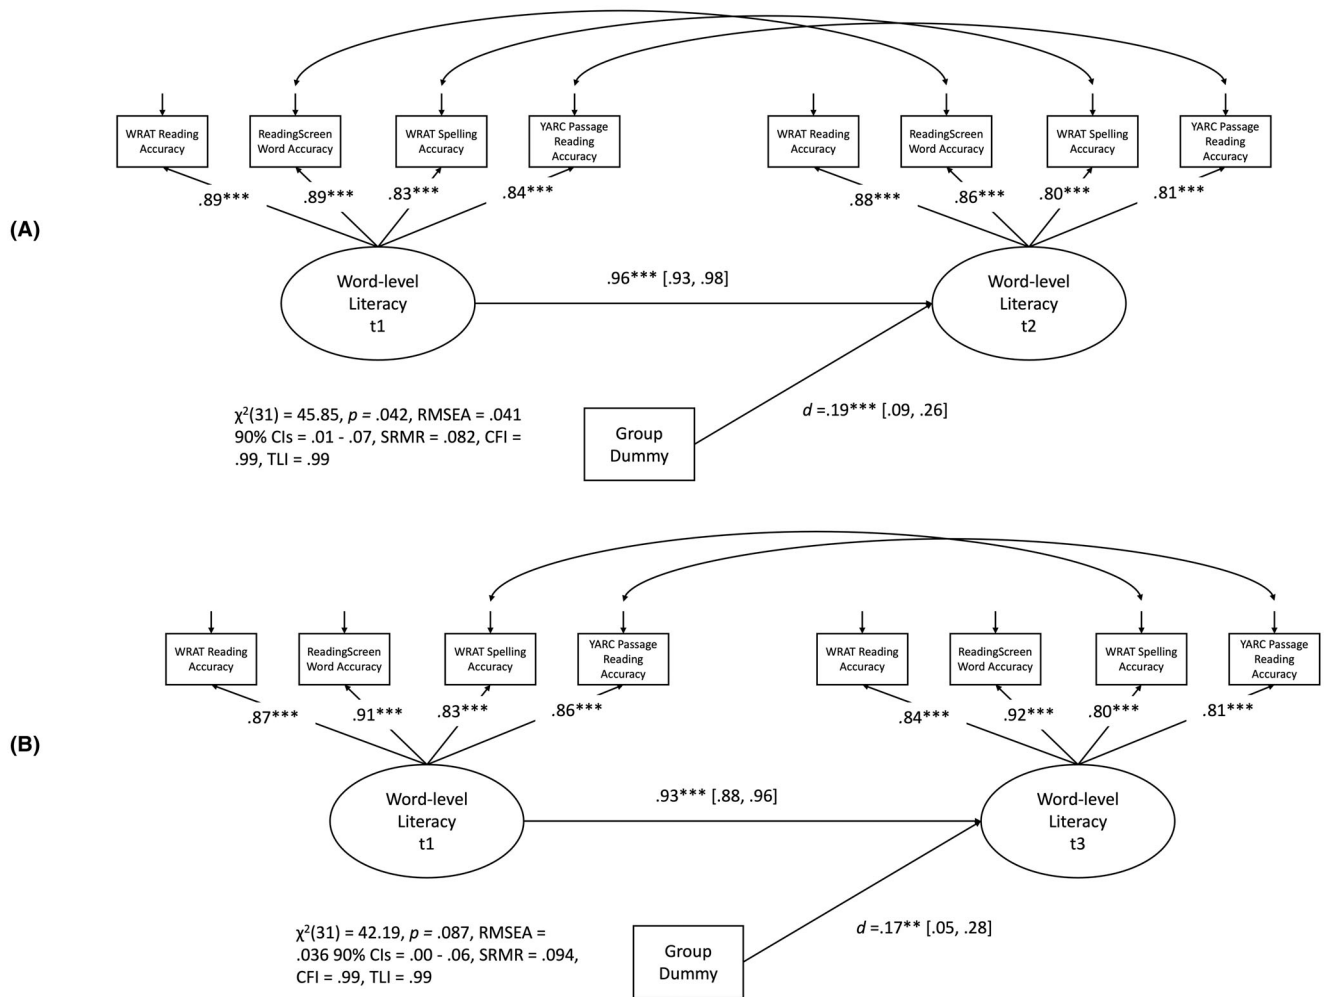 WRAT Reading
Accuracy
ReadingScreen
Word Accuracy
WRAT Spelling
Accuracy
YARC Passage
Reading
Accuracy
WRAT Reading
Accuracy
ReadingScreen
Word Accuracy
WRAT Spelling
Accuracy
YARC Passage
Reading
Accuracy
.89***
.89***
.83***
.84***
.88***
.86***
.80***
.81***
(A)
Word-level
Literacy
t1
.96*** [.93, .98]
Word-level
Literacy
t2
χ²(31) = 45.85, p = .042, RMSEA = .041
90% CIs = .01 - .07, SRMR = .082, CFI =
.99, TLI = .99
Group
Dummy
d =.19*** [.09, .26]
WRAT Reading
Accuracy
ReadingScreen
Word Accuracy
WRAT Spelling
Accuracy
YARC Passage
Reading
Accuracy
WRAT Reading
Accuracy
ReadingScreen
Word Accuracy
WRAT Spelling
Accuracy
YARC Passage
Reading
Accuracy
.87***
.91***
.83***
.86***
.84***
.92***
.80***
.81***
(B)
Word-level
Literacy
t1
.93*** [.88, .96]
Word-level
Literacy
t3
χ²(31) = 42.19, p = .087, RMSEA =
.036 90% CIs = .00 - .06, SRMR = .094,
CFI = .99, TLI = .99
Group
Dummy
d =.17** [.05, .28]